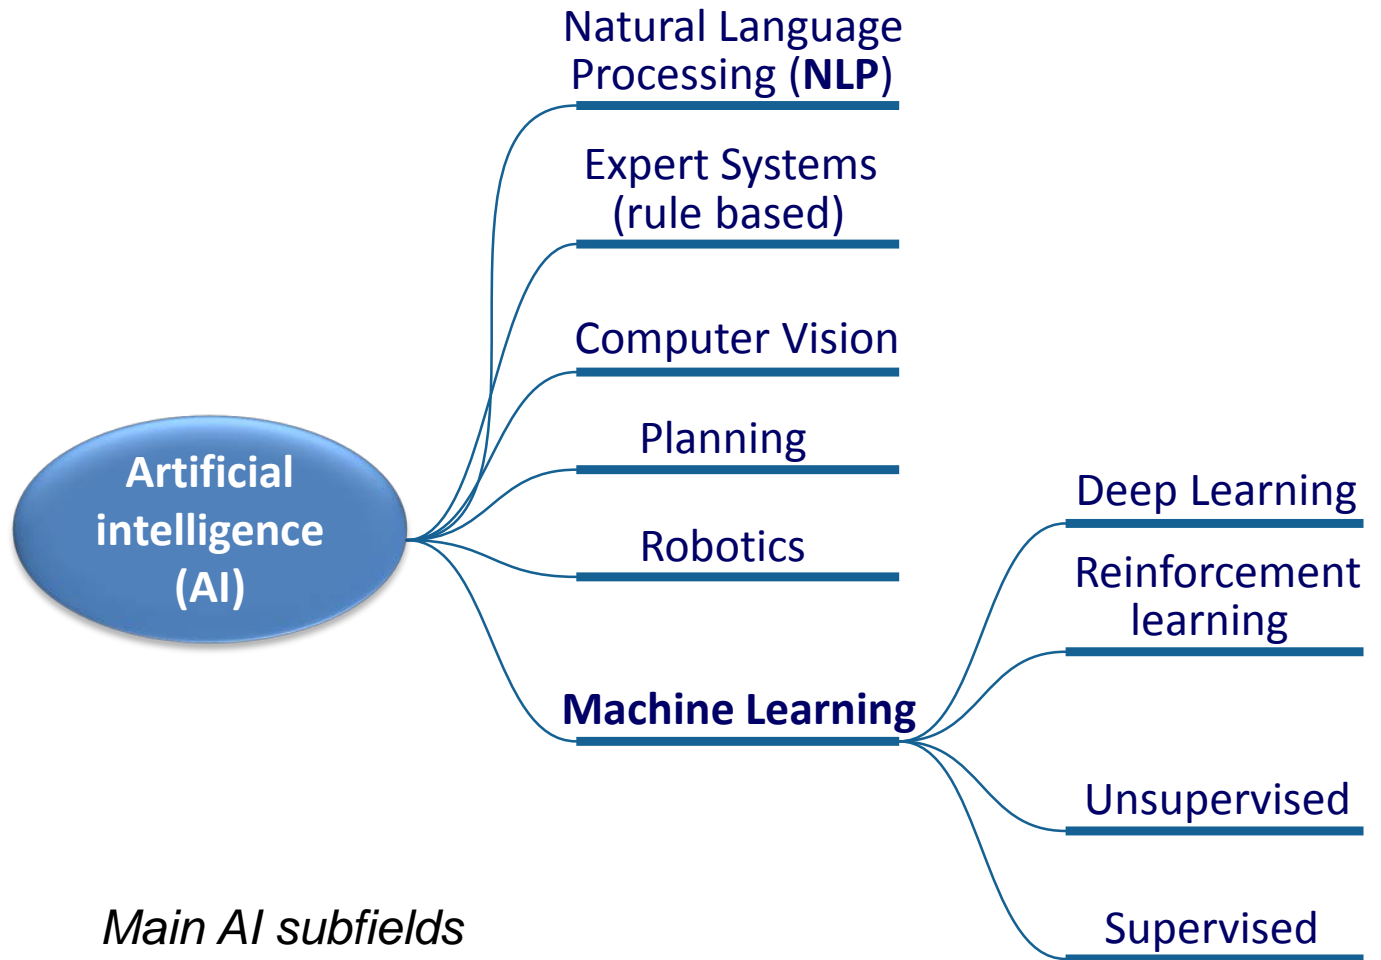 Natural Language
Processing (NLP)
Expert Systems
(rule based)
Computer Vision
Planning
Robotics
Machine Learning
Artificial
intelligence
(AI)
Deep Learning
Reinforcement
learning
Unsupervised
Supervised
Main AI subfields